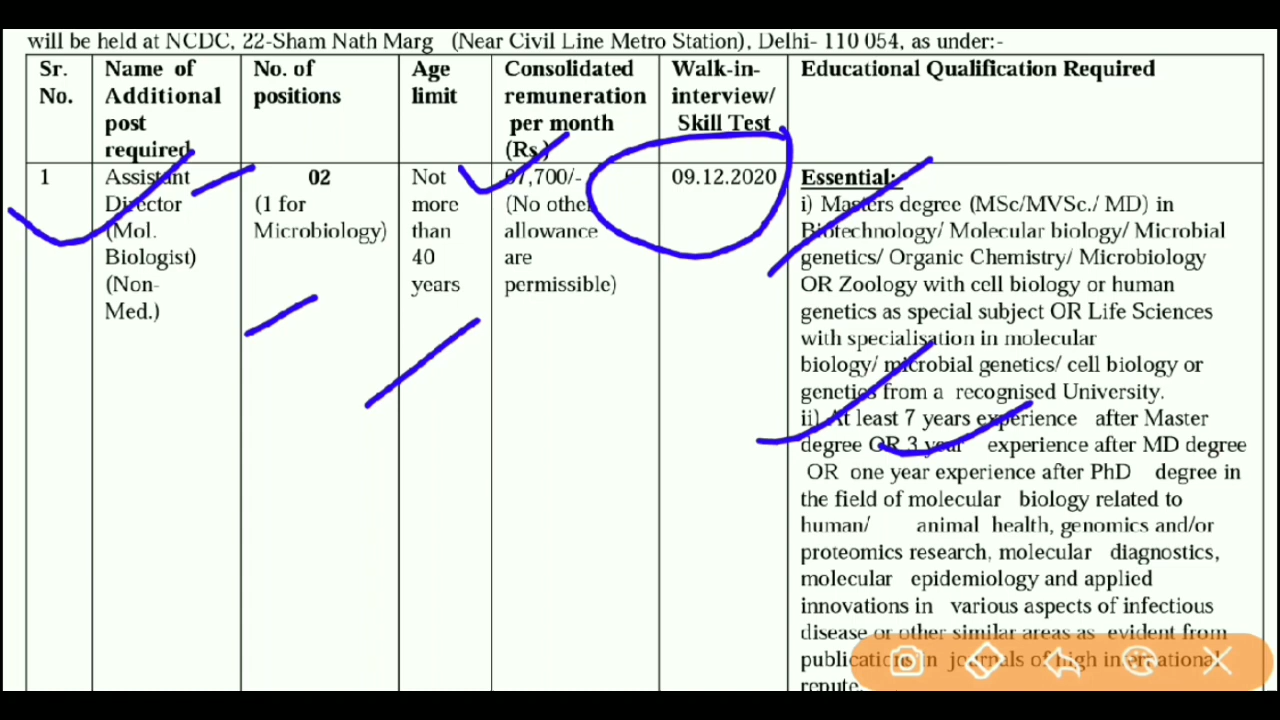 will be held at NCDC, 22-Sham Nath Marg (Near Civil Line Metro Station), Delhi- 110 054, as under:-
Sr.
No.
Name of
Additional
post
required
No. of
positions
Age
limit
Consolidated
remuneration
per month
(Rs.)
Walk-in-
interview/
Skill Test
Educational Qualification Required
1
Assistant
Director
(Mol.
Biologist)
(Non-
Med.)
02
(1 for
Microbiology)
Not
more
than
40
years
(No other
allowance
are
permissible)
09.12.2020
Essential:
i) Masters degree (MSc/MVSc./ MD) in
Biotechnology/ Molecular biology/ Microbial
genetics/ Organic Chemistry/ Microbiology
OR Zoology with cell biology or human
genetics as special subject OR Life Sciences
with specialisation in molecular
biology/ microbial genetics/ cell biology or
genetics from a recognised University.
ii) At least 7 years experience after Master
degree OR 3 year experience after MD degree
OR one year experience after PhD degree in
the field of molecular biology related to
human/ animal health, genomics and/or
proteomics research, molecular diagnostics,
molecular epidemiology and applied
innovations in various aspects of infectious
disease or other similar areas as evident from
publications in journals of high international
repute.